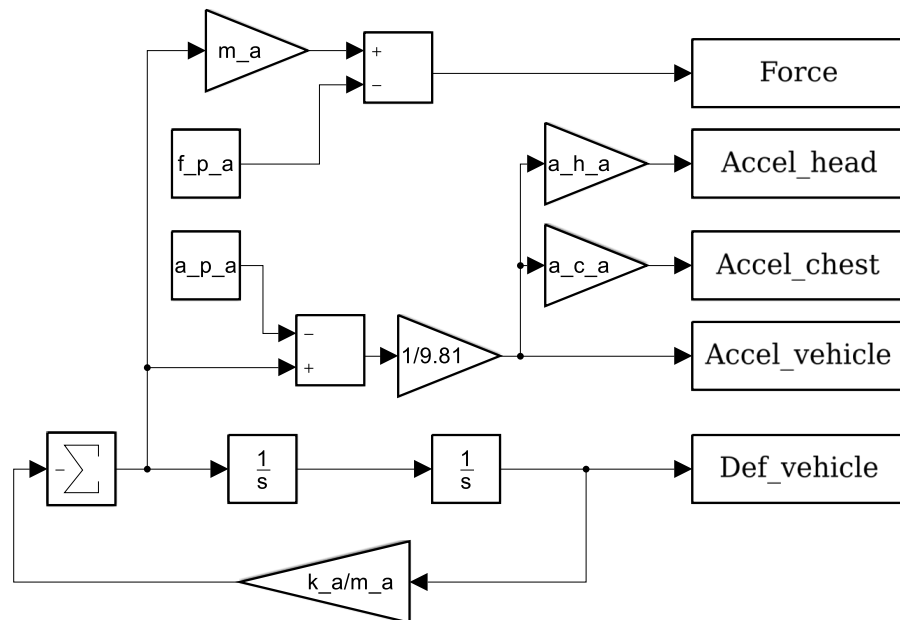 m_a
+
−
Force
f_p_a
a_h_a
Accel_head
a_p_a
a_c_a
Accel_chest
−
+
1/9.81
Accel_vehicle
−
∑
1
s
1
s
Def_vehicle
k_a/m_a